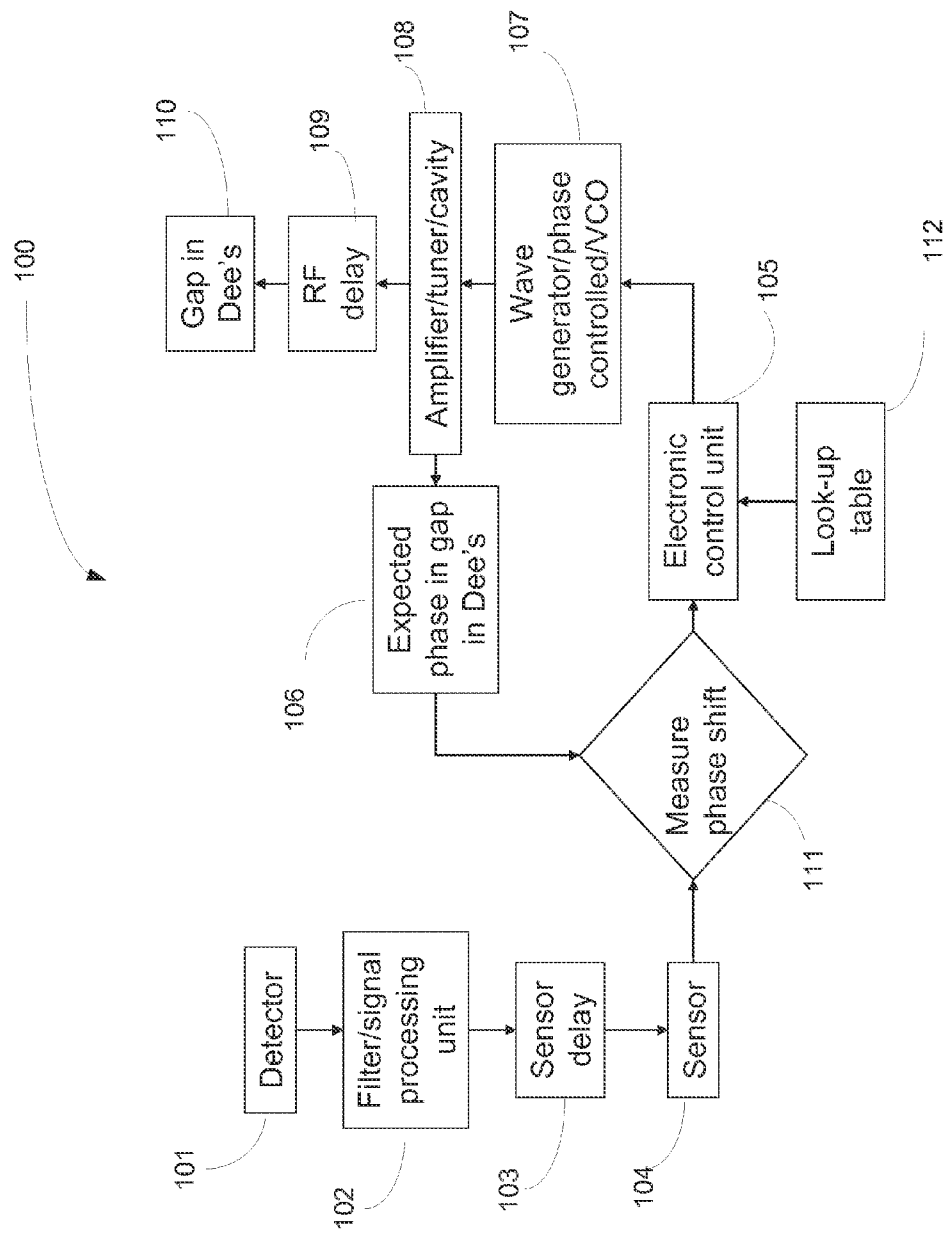 100
Detector
101
Filter/signal
processing
unit
102
Sensor
delay
103
Sensor
104
Measure
phase shift
111
Expected
phase in gap
in Dee's
106
Gap in
Dee's
110
RF
delay
109
Amplifier/tuner/cavity
108
Wave
generator/phase
controlled/VCO
107
Electronic
control unit
105
Look-up
table
112